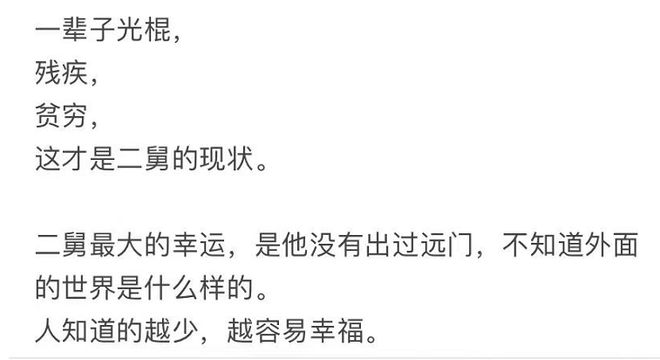 一辈子光棍，
残疾，
贫穷，
这才是二舅的现状。
二舅最大的幸运，是他没有出过远门，不知道外面
的世界是什么样的。
人知道的越少，越容易幸福。